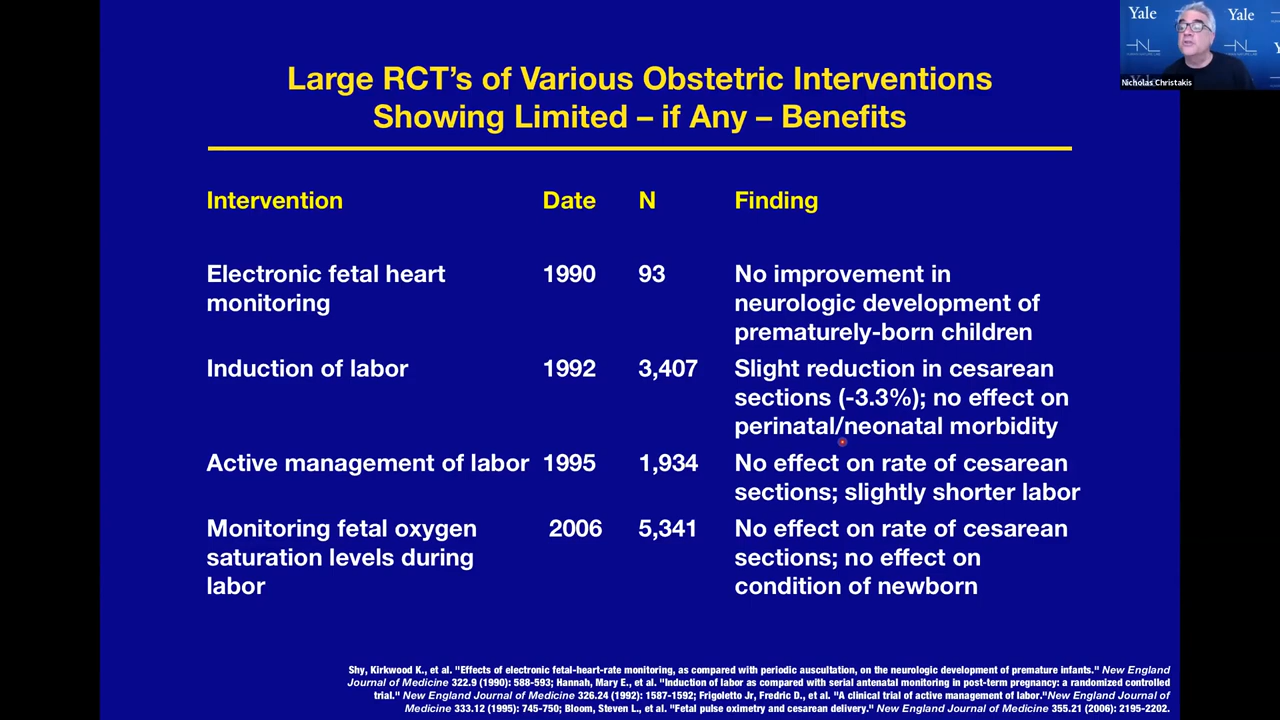 Yale
Yale
HNL
HNL
Nicholas Christakis
Large RCT's of Various Obstetric Interventions
Showing Limited – if Any – Benefits
Intervention Date N Finding
Electronic fetal heart 1990 93 No improvement in
monitoring neurologic development of
prematurely-born children
Induction of labor 1992 3,407 Slight reduction in cesarean
sections (-3.3%); no effect on
perinatal/neonatal morbidity
Active management of labor 1995 1,934 No effect on rate of cesarean
sections; slightly shorter labor
Monitoring fetal oxygen 2006 5,341 No effect on rate of cesarean
saturation levels during sections; no effect on
labor condition of newborn
Shy, Kirkwood K., et al. "Effects of electronic fetal-heart-rate monitoring, as compared with periodic auscultation, on the neurologic development of premature infants." New England
Journal of Medicine 322.9 (1990): 588-593; Hannah, Mary E., et al. "Induction of labor as compared with serial antenatal monitoring in post-term pregnancy: a randomized controlled
trial." New England Journal of Medicine 326.24 (1992): 1587-1592; Frigoletto Jr, Fredric D., et al. "A clinical trial of active management of labor."New England Journal of
Medicine 333.12 (1995): 745-750; Bloom, Steven L., et al. "Fetal pulse oximetry and cesarean delivery." New England Journal of Medicine 355.21 (2006): 2195-2202.